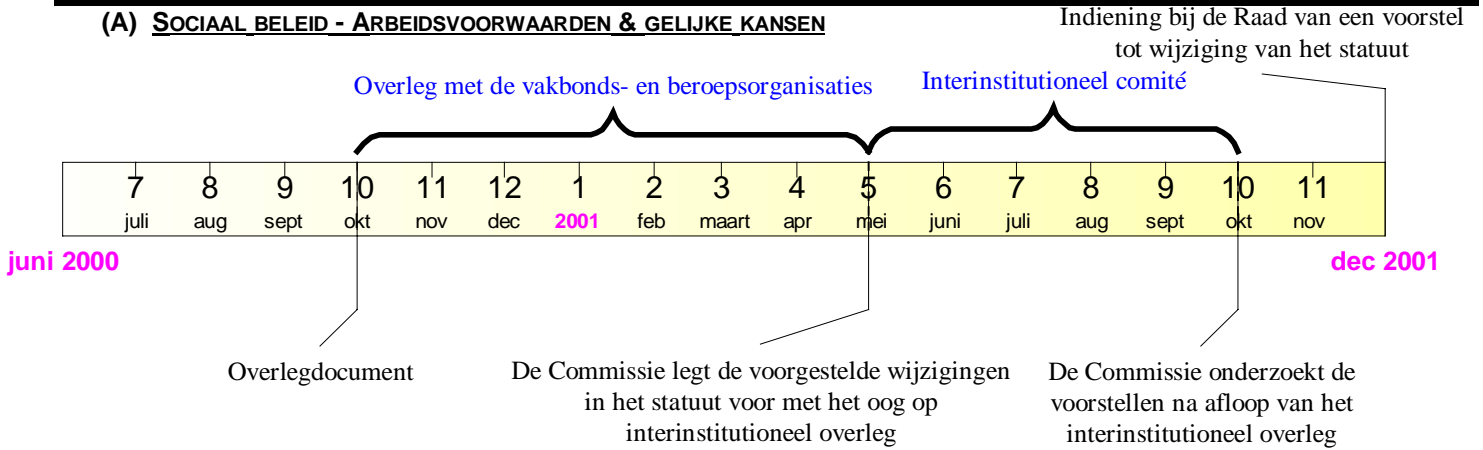 (A) SOCIAAL BELEID - ARBEIDSVOORWAARDEN & GELIJKE KANSEN
Indiening bij de Raad van een voorstel
tot wijziging van het statuut
Overleg met de vakbonds- en beroepsorganisaties
Interinstitutioneel comité
7 8 9 10 11 12 1 2 3 4 5 6 7 8 9 10 11
juli aug sept okt nov dec 2001 feb maart apr mei juni juli aug sept okt nov
juni 2000
dec 2001
Overlegdocument
De Commissie legt de voorgestelde wijzigingen
in het statuut voor met het oog op
interinstitutioneel overleg
De Commissie onderzoekt de
voorstellen na afloop van het
interinstitutioneel overleg